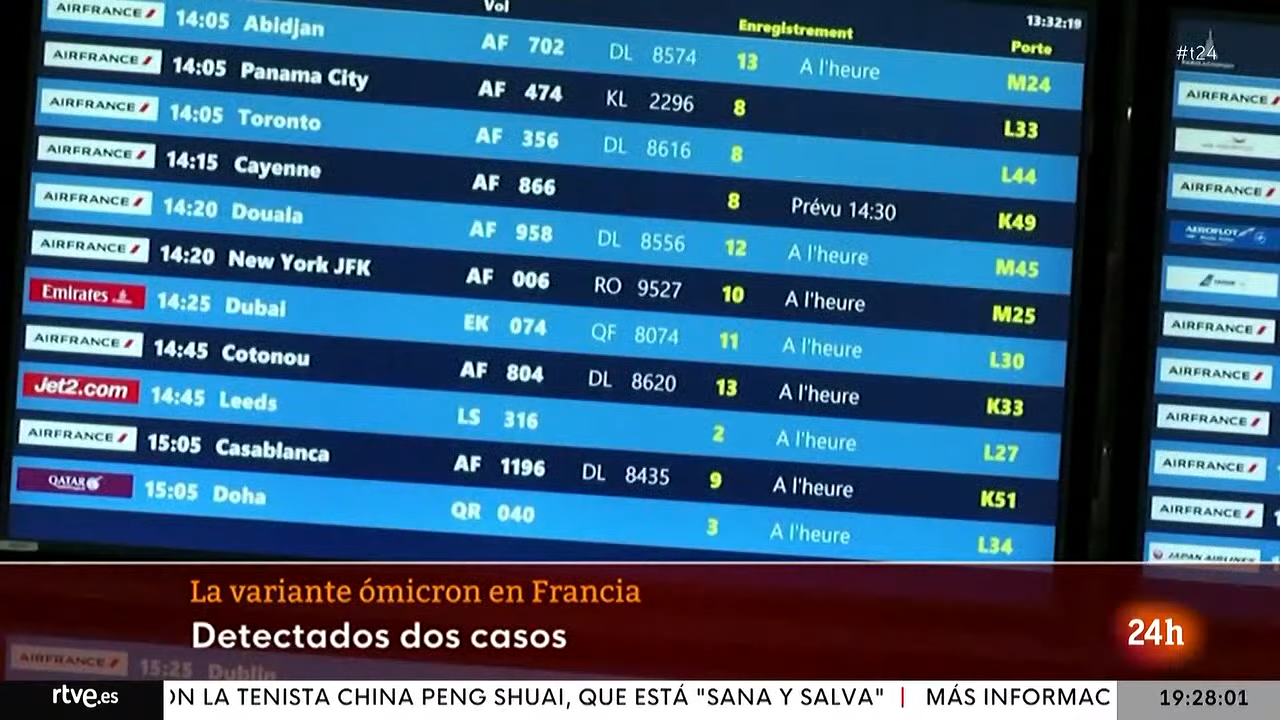 Vol Enregistrement Porte 13:32:19
AIRFRANCE 14:05 Abidjan AF 702 DL 8574 13 A l'heure M24
AIRFRANCE 14:05 Panama City AF 474 KL 2296 8 L33
AIRFRANCE 14:05 Toronto AF 356 DL 8616 8 L44
AIRFRANCE 14:15 Cayenne AF 866 8 Prévu 14:30 K49
AIRFRANCE 14:20 Douala AF 958 DL 8556 12 A l'heure M45
AIRFRANCE 14:20 New York JFK AF 006 RO 9527 10 A l'heure M25
Emirates 14:25 Dubai EK 074 QF 8074 11 A l'heure L30
AIRFRANCE 14:45 Cotonou AF 804 DL 8620 13 A l'heure K33
Jet2.com 14:45 Leeds LS 316 2 A l'heure L27
AIRFRANCE 15:05 Casablanca AF 1196 DL 8435 9 A l'heure K51
QATAR 15:05 Doha QR 040 3 A l'heure L34
AIRFRANCE 15:25 Dublin
#t24
AIRFRANCE
AIRFRANCE
AEROFLOT
AIRFRANCE
AIRFRANCE
AIRFRANCE
AIRFRANCE
AIRFRANCE
JAPAN AIRLINES
La variante ómicron en Francia
Detectados dos casos
24h
rtve.es
ON LA TENISTA CHINA PENG SHUAI, QUE ESTÁ "SANA Y SALVA" | MÁS INFORMAC
19:28:01